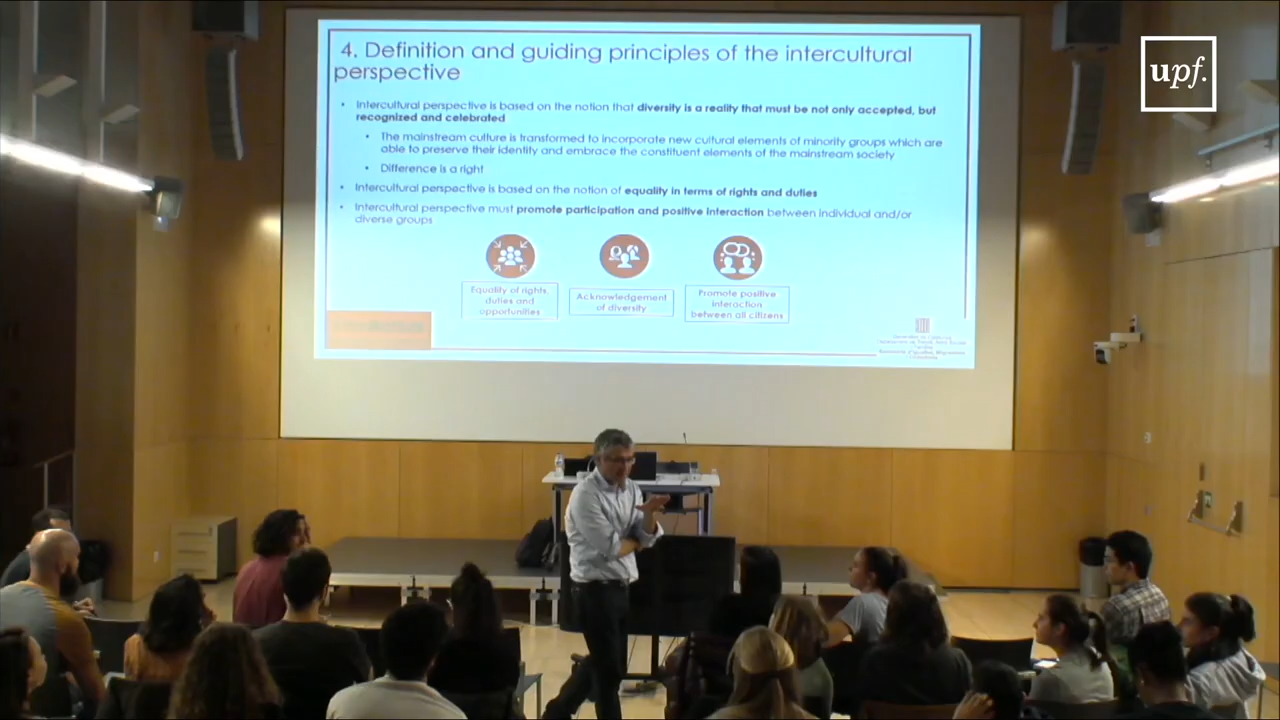 upf.
4. Definition and guiding principles of the intercultural
perspective
Intercultural perspective is based on the notion that diversity is a reality that must be not only accepted, but
recognized and celebrated
The mainstream culture is transformed to incorporate new cultural elements of minority groups which are
able to preserve their identity and embrace the constituent elements of the mainstream society
Difference is a right
Intercultural perspective is based on the notion of equality in terms of rights and duties
Intercultural perspective must promote participation and positive interaction between individual and/or
diverse groups
Equality of rights,
duties and
opportunities
Acknowledgement
of diversity
Promote positive
interaction
between all citizens